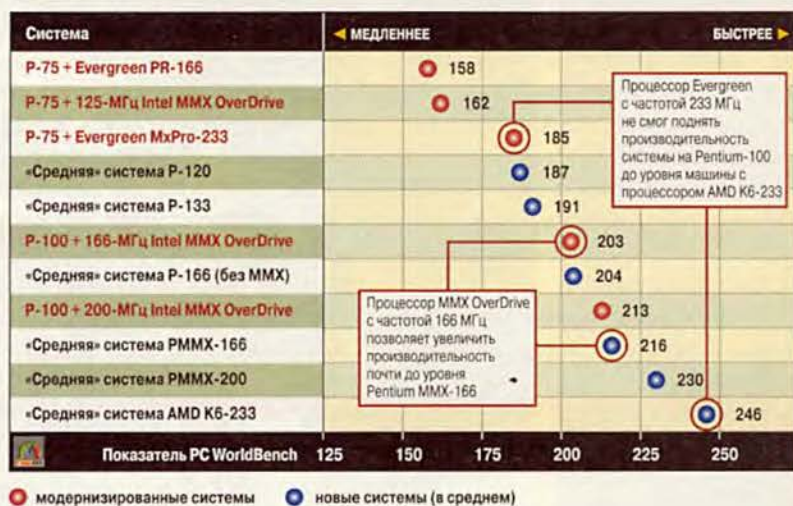 Система ◄ МЕДЛЕННЕЕ БЫСТРЕЕ ►
P-75 + Evergreen PR-166 158
P-75 + 125-МГц Intel MMX OverDrive 162
P-75 + Evergreen MxPro-233 185
«Средняя» система P-120 187
«Средняя» система P-133 191
P-100 + 166-МГц Intel MMX OverDrive 203
«Средняя» система P-166 (без MMX) 204
P-100 + 200-МГц Intel MMX OverDrive 213
«Средняя» система PMMX-166 216
«Средняя» система PMMX-200 230
«Средняя» система AMD K6-233 246
Процессор Evergreen
с частотой 233 МГц
не смог поднять
производительность
системы на Pentium-100
до уровня машины с
процессором AMD K6-233
Процессор MMX OverDrive
с частотой 166 МГц
позволяет увеличить
производительность
почти до уровня
Pentium MMX-166
Показатель PC WorldBench 125 150 175 200 225 250
модернизированные системы новые системы (в среднем)